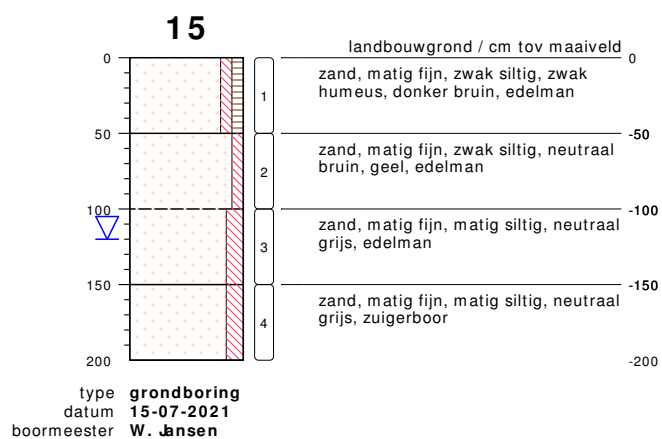 15
landbouwgrond / cm tov maaiveld
0
0
zand, matig fijn, zwak siltig, zwak
humeus, donker bruin, edelman
1
50
-50
zand, matig fijn, zwak siltig, neutraal
bruin, geel, edelman
2
100
-100
zand, matig fijn, matig siltig, neutraal
grijs, edelman
3
150
-150
zand, matig fijn, matig siltig, neutraal
grijs, zuigerboor
4
200
-200
type grondboring
datum 15-07-2021
boormeester W. Jansen